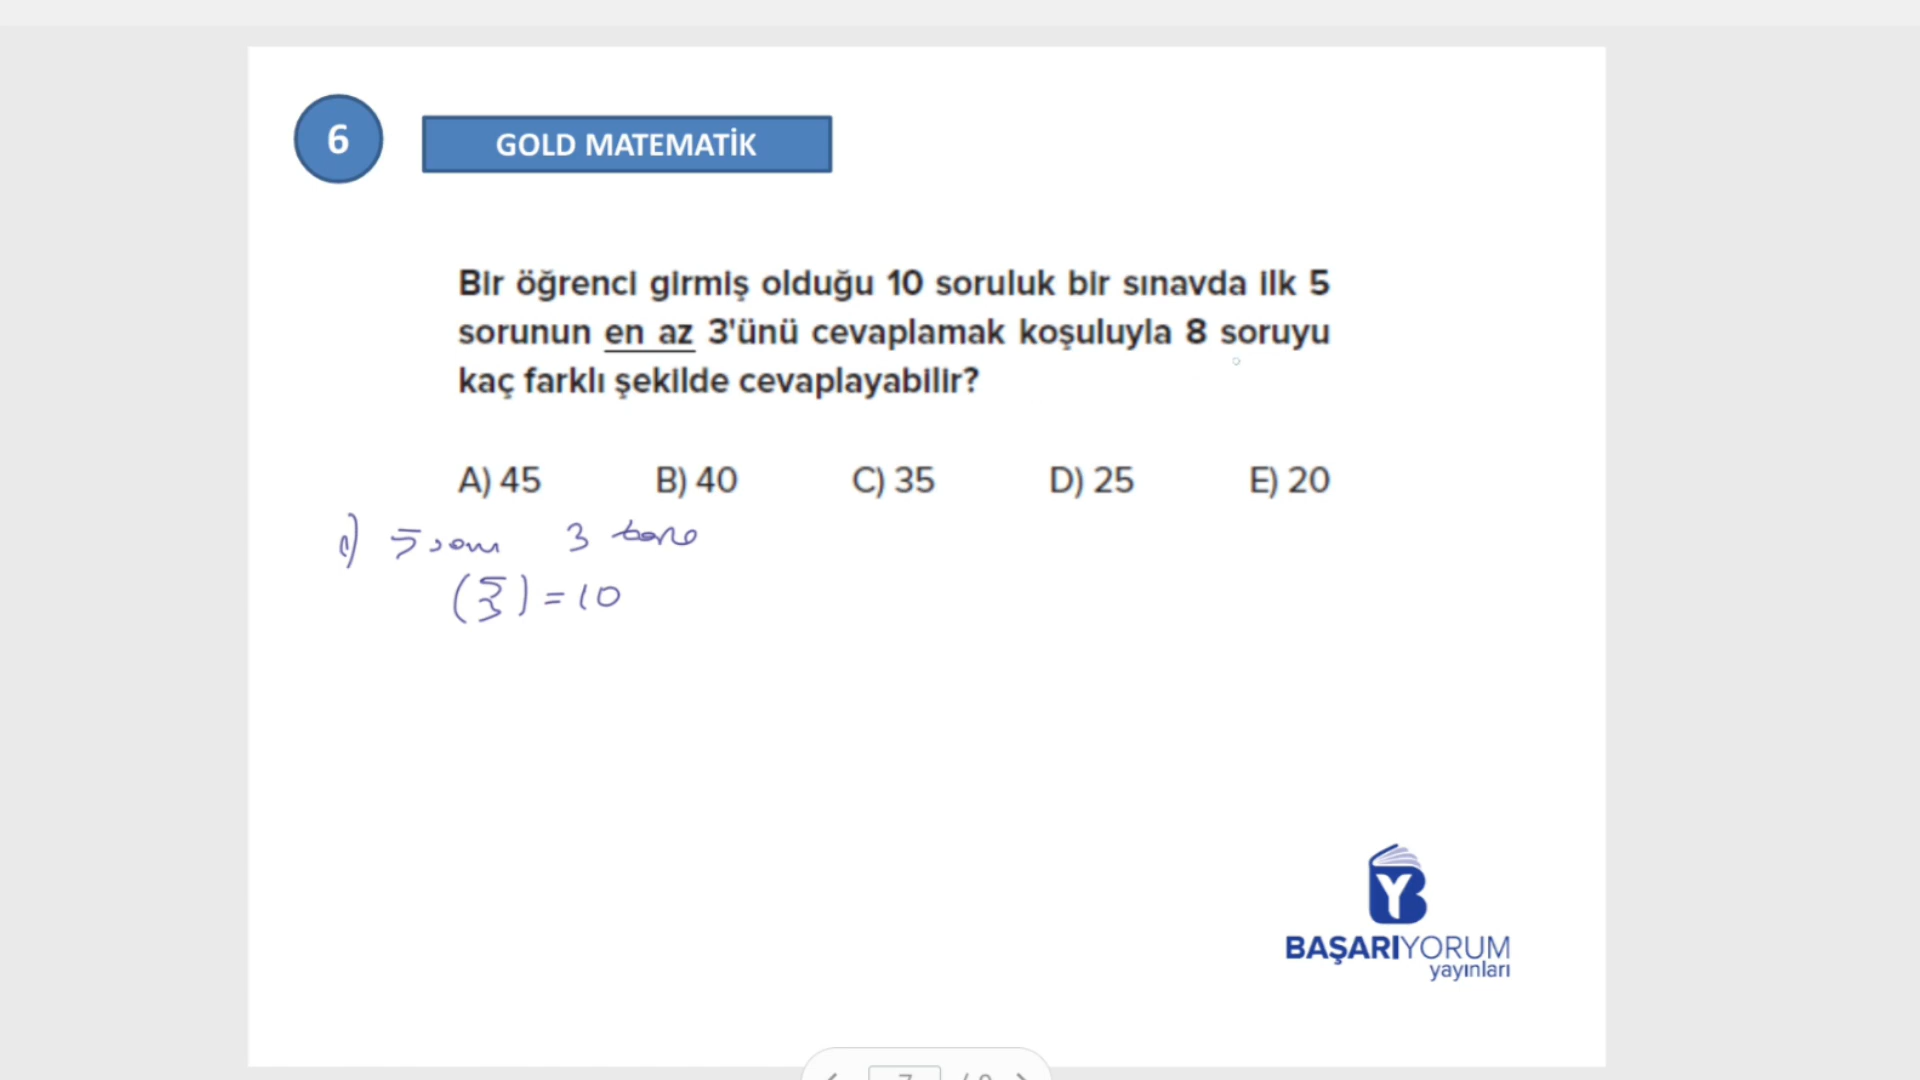 6
GOLD MATEMATİK
Bir öğrenci girmiş olduğu 10 soruluk bir sınavda ilk 5
sorunun en az 3'ünü cevaplamak koşuluyla 8 soruyu
kaç farklı şekilde cevaplayabilir?
A) 45 B) 40 C) 35 D) 25 E) 20
1) 5 soru 3 tane
(5 3) = 10
BY
BAŞARIYORUM
yayınları